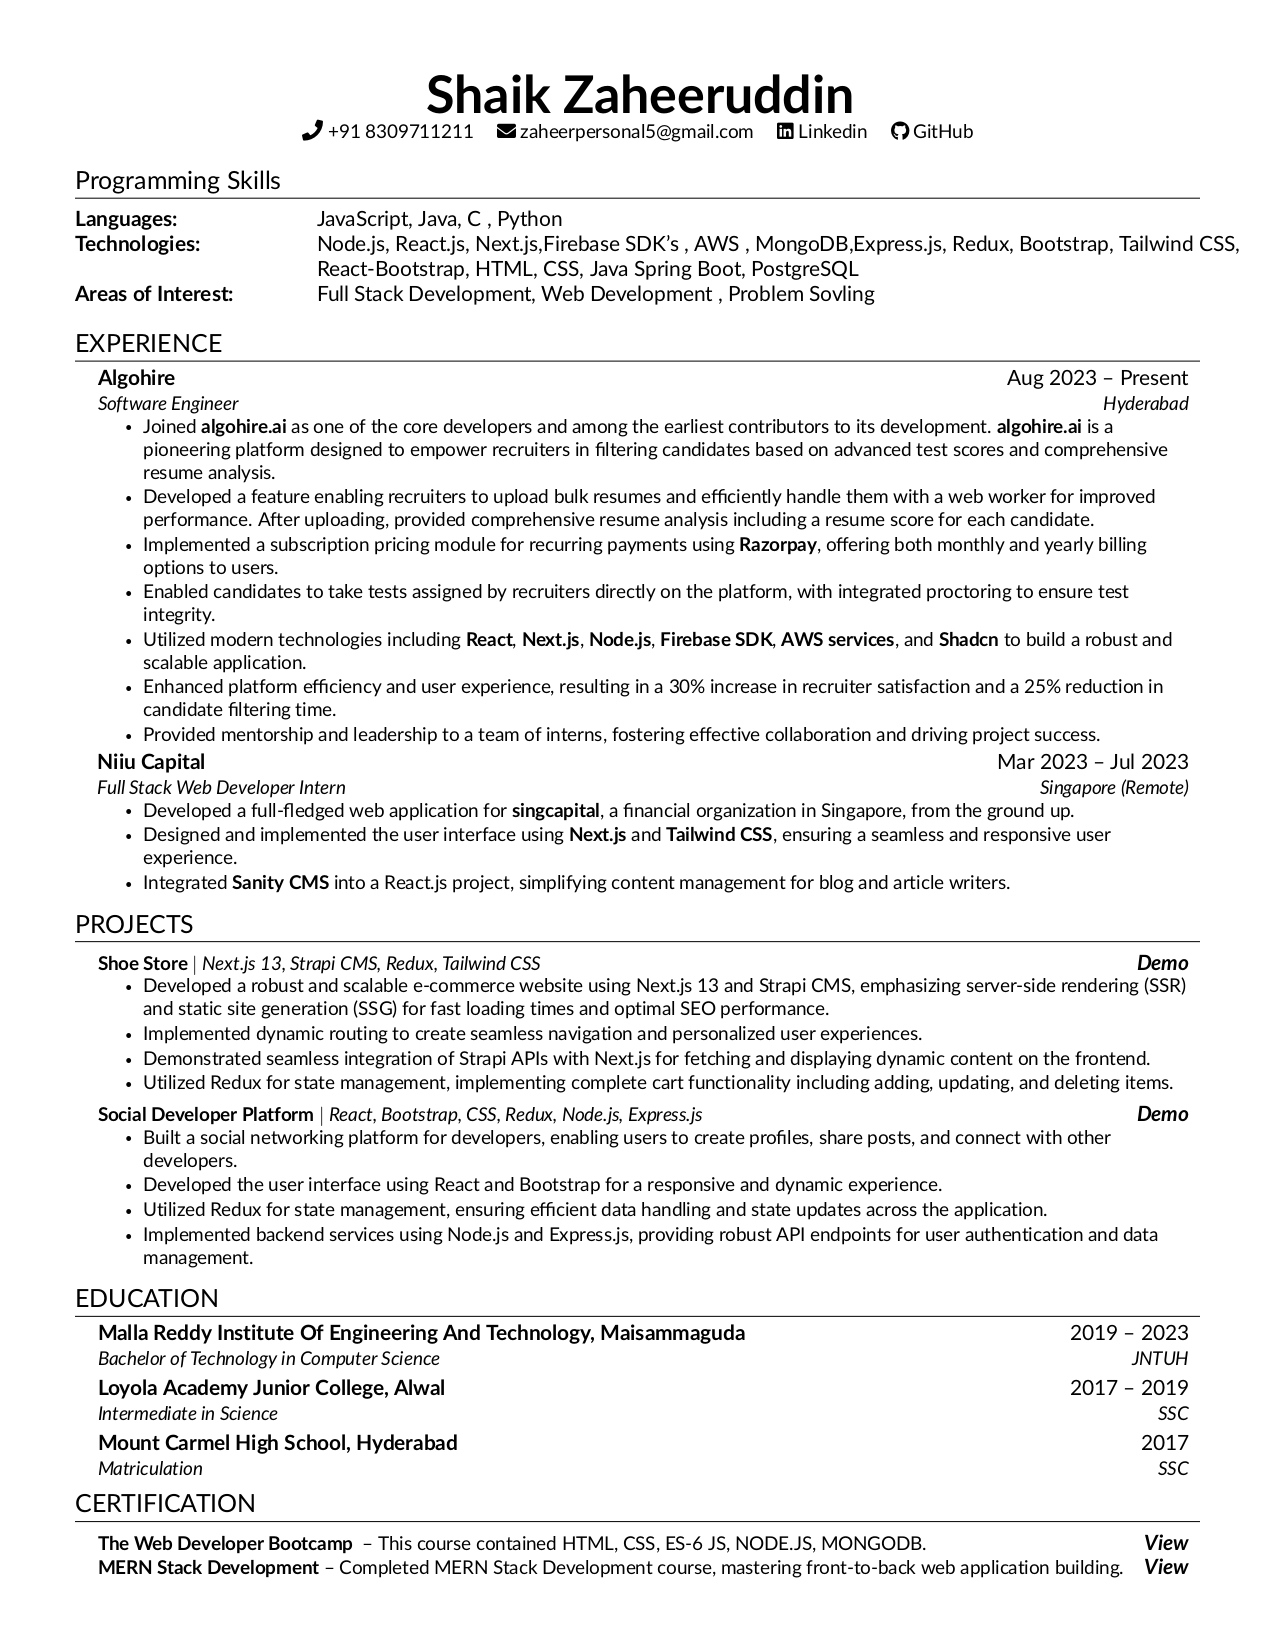 Shaik Zaheeruddin
+91 8309711211 zaheerpersonal5@gmail.com Linkedin GitHub
Programming Skills
Languages: JavaScript, Java, C , Python
Technologies: Node.js, React.js, Next.js,Firebase SDK's , AWS , MongoDB,Express.js, Redux, Bootstrap, Tailwind CSS,
React-Bootstrap, HTML, CSS, Java Spring Boot, PostgreSQL
Areas of Interest: Full Stack Development, Web Development , Problem Sovling
EXPERIENCE
Algohire Aug 2023 – Present
Software Engineer Hyderabad
• Joined algohire.ai as one of the core developers and among the earliest contributors to its development. algohire.ai is a
pioneering platform designed to empower recruiters in filtering candidates based on advanced test scores and comprehensive
resume analysis.
• Developed a feature enabling recruiters to upload bulk resumes and efficiently handle them with a web worker for improved
performance. After uploading, provided comprehensive resume analysis including a resume score for each candidate.
• Implemented a subscription pricing module for recurring payments using Razorpay, offering both monthly and yearly billing
options to users.
• Enabled candidates to take tests assigned by recruiters directly on the platform, with integrated proctoring to ensure test
integrity.
• Utilized modern technologies including React, Next.js, Node.js, Firebase SDK, AWS services, and Shadcn to build a robust and
scalable application.
• Enhanced platform efficiency and user experience, resulting in a 30% increase in recruiter satisfaction and a 25% reduction in
candidate filtering time.
• Provided mentorship and leadership to a team of interns, fostering effective collaboration and driving project success.
Niiu Capital Mar 2023 – Jul 2023
Full Stack Web Developer Intern Singapore (Remote)
• Developed a full-fledged web application for singcapital, a financial organization in Singapore, from the ground up.
• Designed and implemented the user interface using Next.js and Tailwind CSS, ensuring a seamless and responsive user
experience.
• Integrated Sanity CMS into a React.js project, simplifying content management for blog and article writers.
PROJECTS
Shoe Store | Next.js 13, Strapi CMS, Redux, Tailwind CSS Demo
• Developed a robust and scalable e-commerce website using Next.js 13 and Strapi CMS, emphasizing server-side rendering (SSR)
and static site generation (SSG) for fast loading times and optimal SEO performance.
• Implemented dynamic routing to create seamless navigation and personalized user experiences.
• Demonstrated seamless integration of Strapi APIs with Next.js for fetching and displaying dynamic content on the frontend.
• Utilized Redux for state management, implementing complete cart functionality including adding, updating, and deleting items.
Social Developer Platform | React, Bootstrap, CSS, Redux, Node.js, Express.js Demo
• Built a social networking platform for developers, enabling users to create profiles, share posts, and connect with other
developers.
• Developed the user interface using React and Bootstrap for a responsive and dynamic experience.
• Utilized Redux for state management, ensuring efficient data handling and state updates across the application.
• Implemented backend services using Node.js and Express.js, providing robust API endpoints for user authentication and data
management.
EDUCATION
Malla Reddy Institute Of Engineering And Technology, Maisammaguda 2019 – 2023
Bachelor of Technology in Computer Science JNTUH
Loyola Academy Junior College, Alwal 2017 – 2019
Intermediate in Science SSC
Mount Carmel High School, Hyderabad 2017
Matriculation SSC
CERTIFICATION
The Web Developer Bootcamp – This course contained HTML, CSS, ES-6 JS, NODE.JS, MONGODB. View
MERN Stack Development – Completed MERN Stack Development course, mastering front-to-back web application building. View